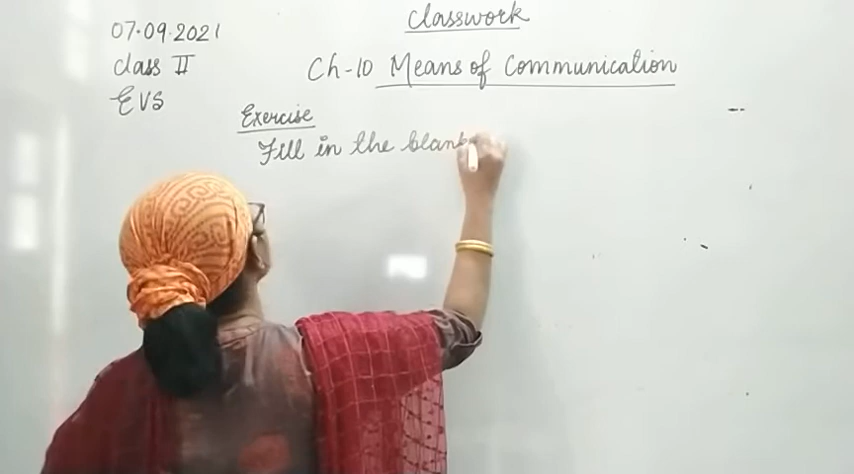 Classwork
07.09.2021
Class II
Ch-10 Means of Communication
EVS
Exercise
Fill in the blank